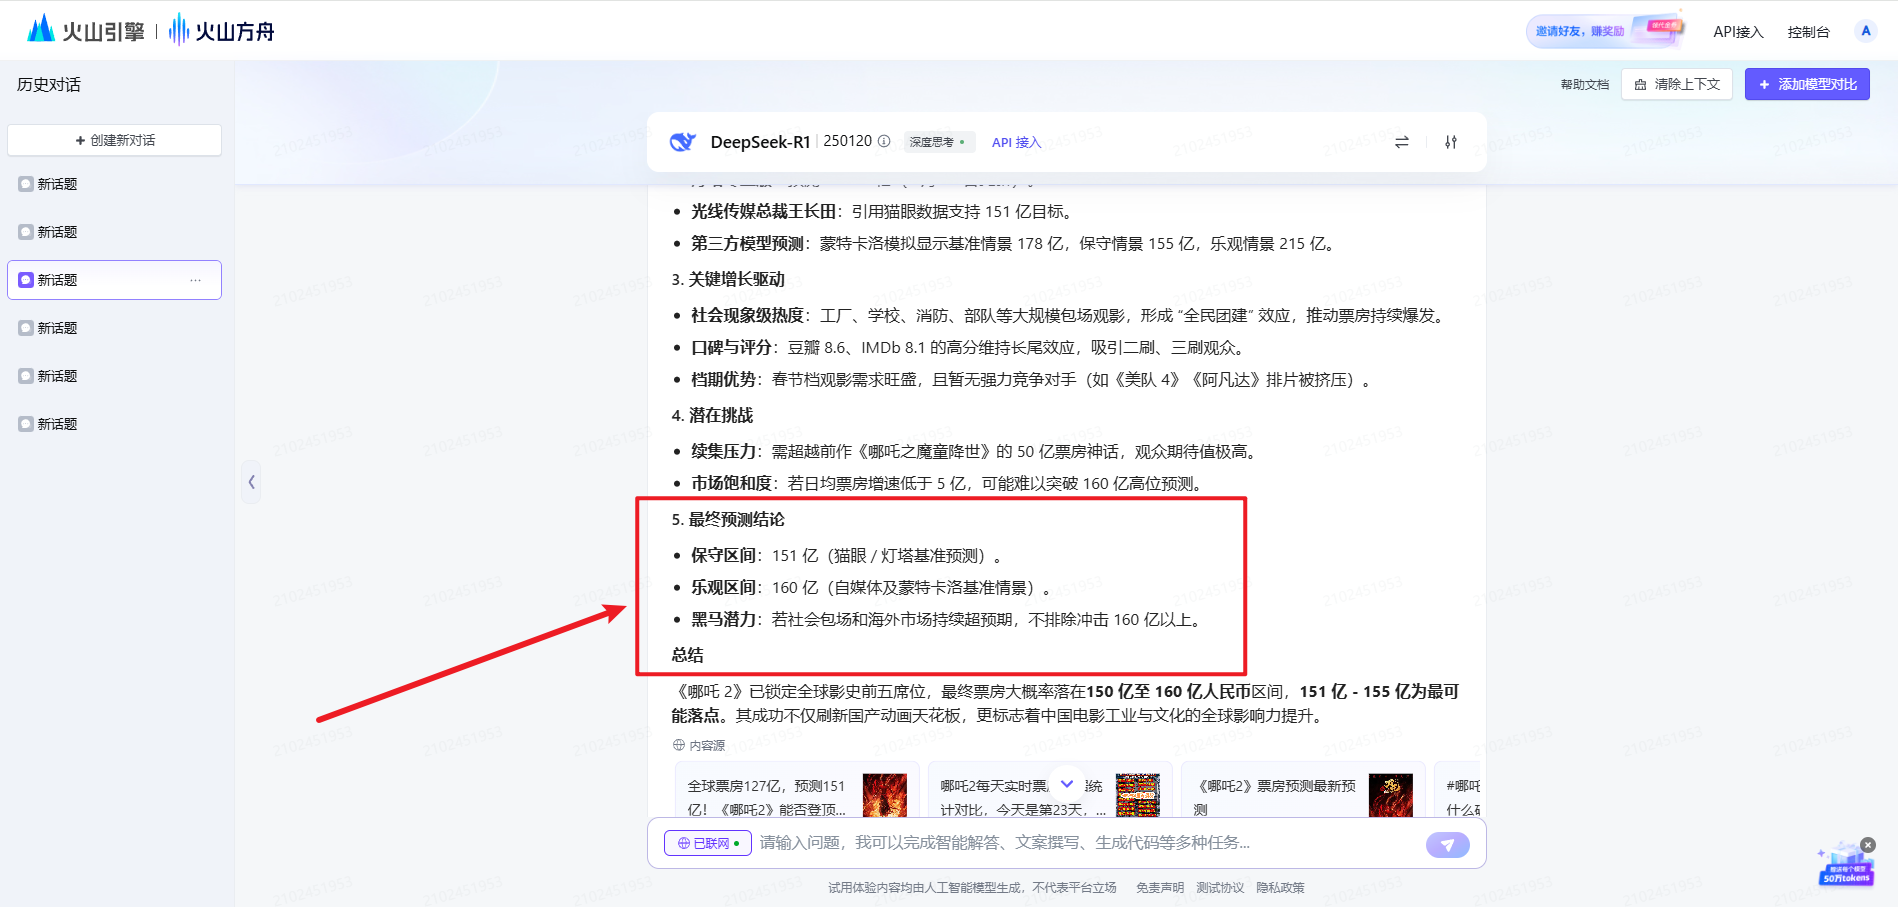 火山引擎 | 火山方舟
邀请好友，赚奖励
API接入
控制台
A
历史对话
帮助文档
清除上下文
+ 添加模型对比
+ 创建新对话
新话题
新话题
新话题 ...
新话题
新话题
新话题
DeepSeek-R1 | 250120
深度思考
API 接入
• 光线传媒总裁王长田：引用猫眼数据支持 151 亿目标。
• 第三方模型预测：蒙特卡洛模拟显示基准情景 178 亿，保守情景 155 亿，乐观情景 215 亿。
3. 关键增长驱动
• 社会现象级热度：工厂、学校、消防、部队等大规模包场观影，形成 “全民团建” 效应，推动票房持续爆发。
• 口碑与评分：豆瓣 8.6、IMDb 8.1 的高分维持长尾效应，吸引二刷、三刷观众。
• 档期优势：春节档观影需求旺盛，且暂无强力竞争对手（如《美队 4》《阿凡达》排片被挤压）。
4. 潜在挑战
• 续集压力：需超越前作《哪吒之魔童降世》的 50 亿票房神话，观众期待值极高。
• 市场饱和度：若日均票房增速低于 5 亿，可能难以突破 160 亿高位预测。
5. 最终预测结论
• 保守区间：151 亿（猫眼 / 灯塔基准预测）。
• 乐观区间：160 亿（自媒体及蒙特卡洛基准情景）。
• 黑马潜力：若社会包场和海外市场持续超预期，不排除冲击 160 亿以上。
总结
《哪吒 2》已锁定全球影史前五席位，最终票房大概率落在150 亿至 160 亿人民币区间，151 亿 - 155 亿为最可
能落点。其成功不仅刷新国产动画天花板，更标志着中国电影工业与文化的全球影响力提升。
内容源
全球票房127亿，预测151
亿！《哪吒2》能否登顶...
哪吒2每天实时票
统
计对比，今天是第23天，...
《哪吒2》票房预测最新预
测
#哪吒
什么
已联网
请输入问题，我可以完成智能解答、文案撰写、生成代码等多种任务...
试用体验内容均由人工智能模型生成，不代表平台立场
免责声明
测试协议
隐私政策
50万tokens
2102451953